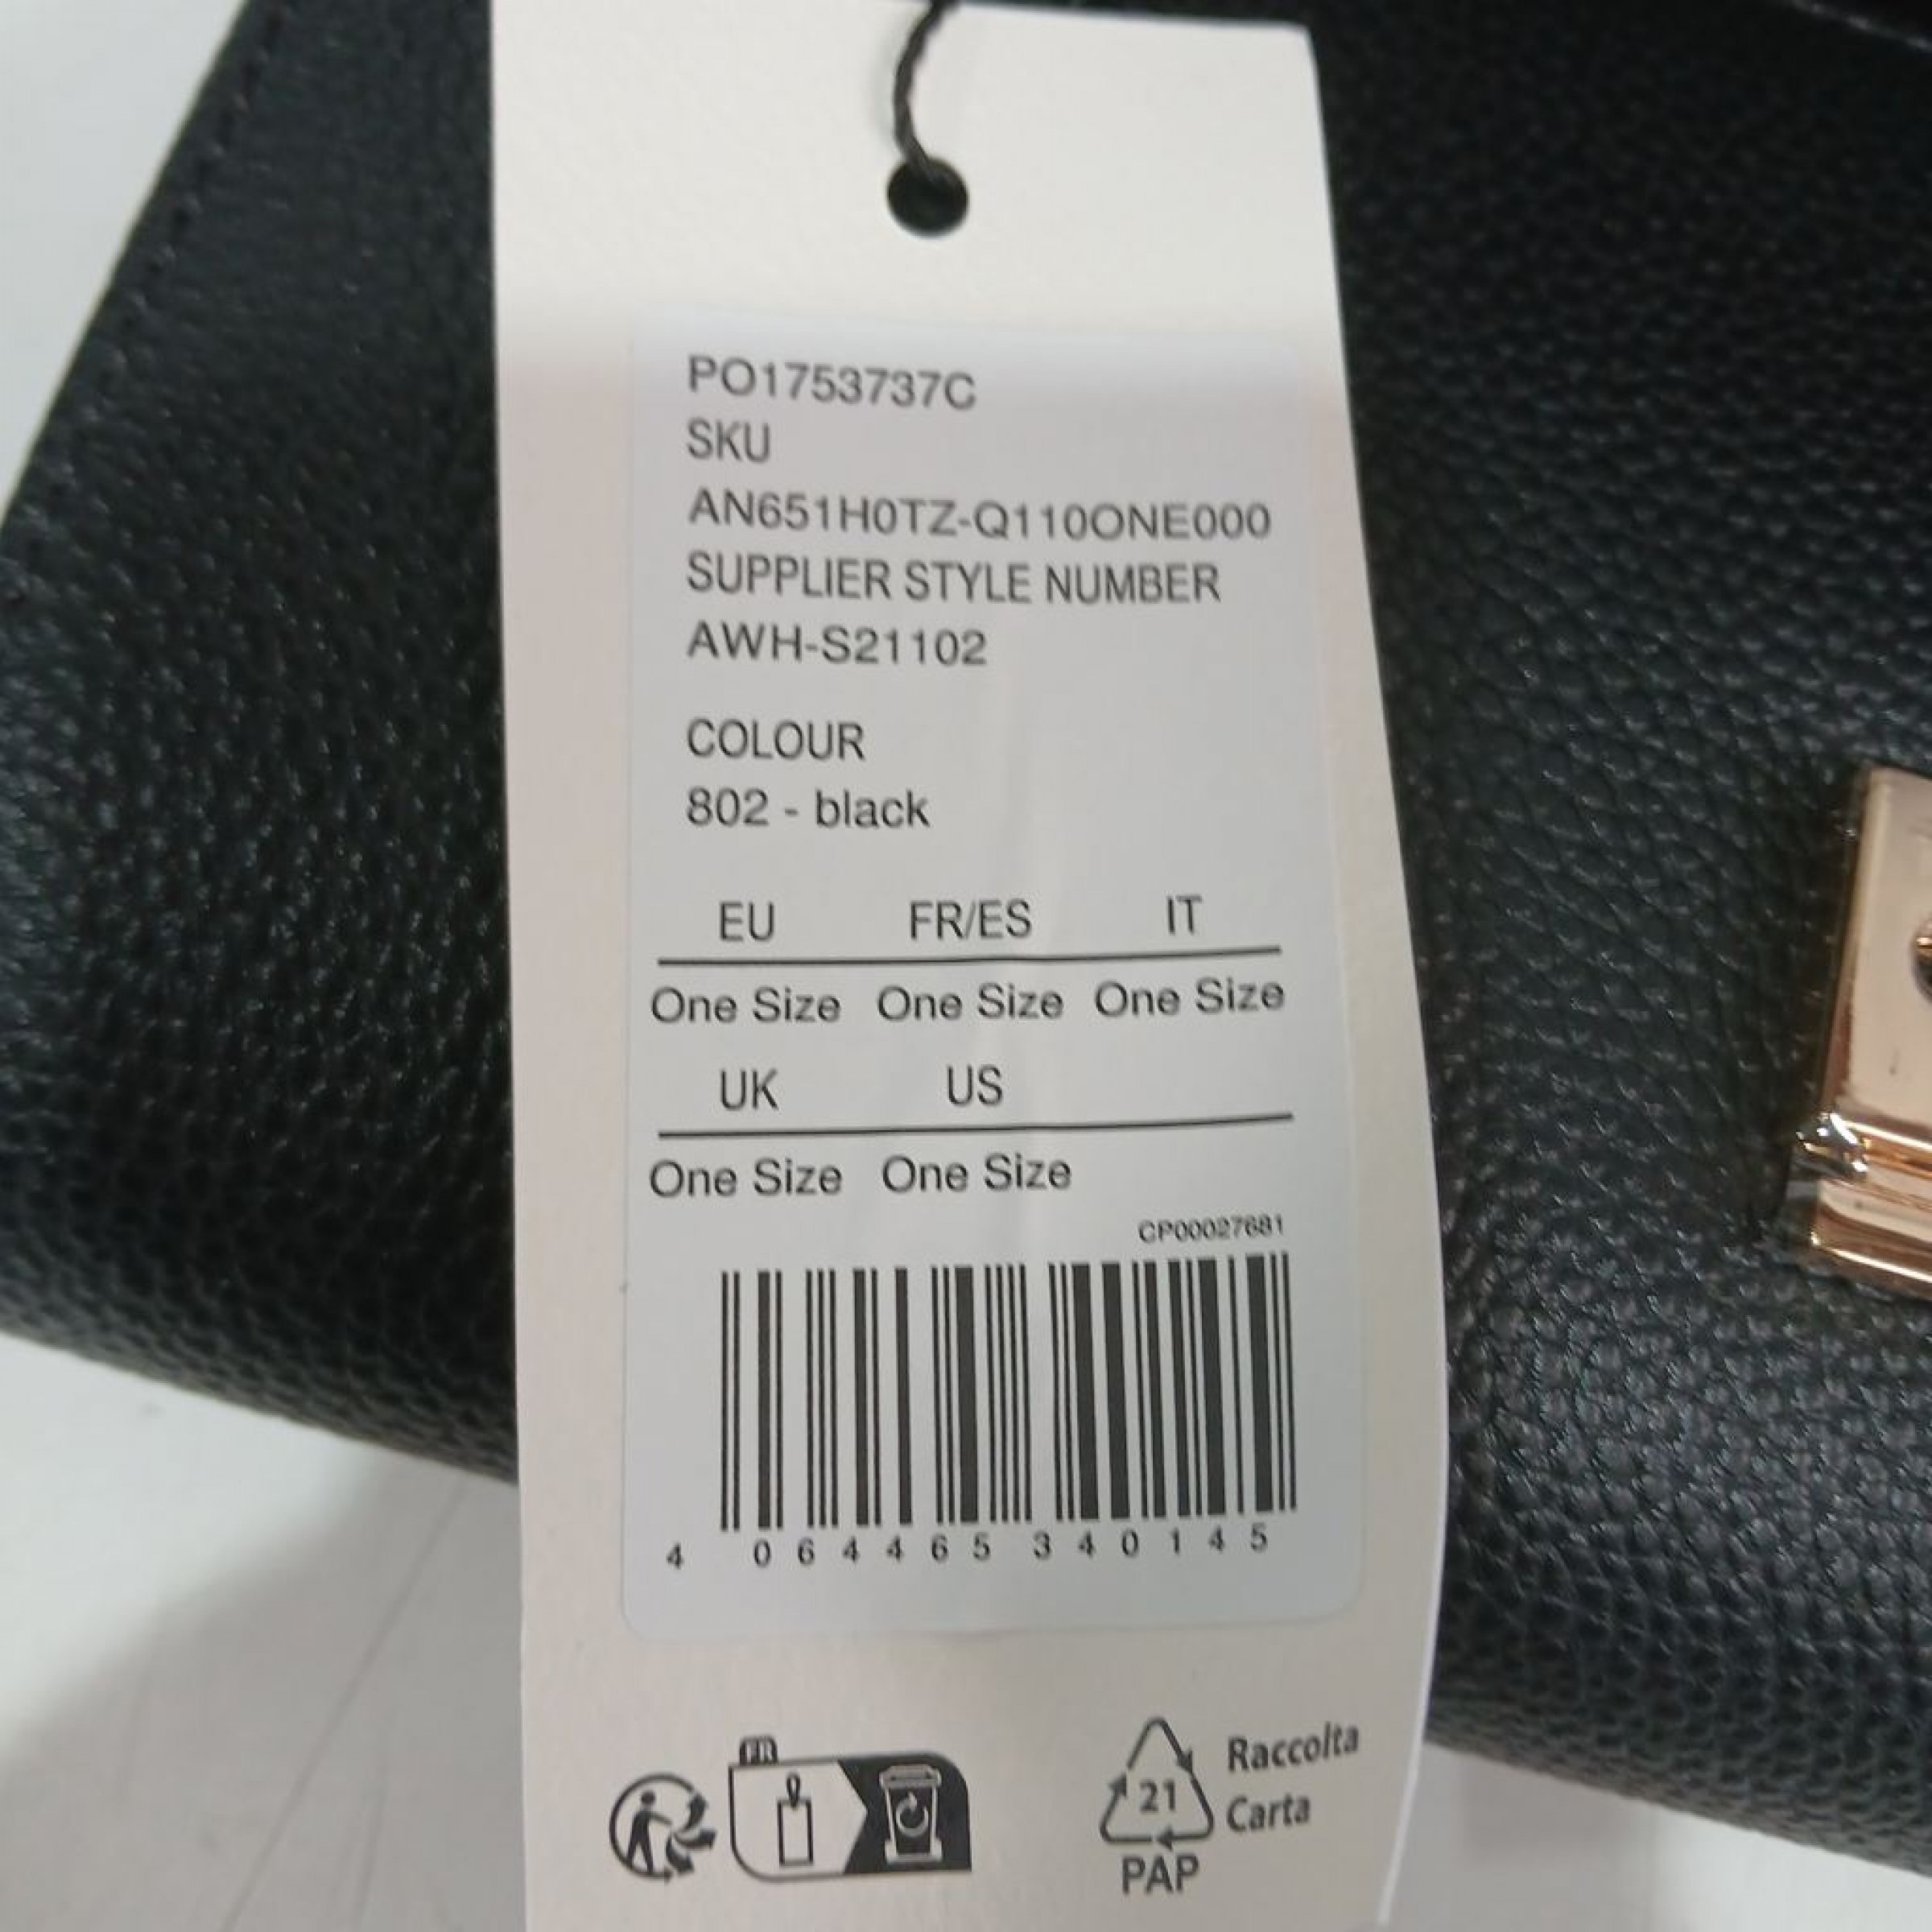 PO1753737C
SKU
AN651H0TZ-Q110ONE000
SUPPLIER STYLE NUMBER
AWH-S21102
COLOUR
802 - black
EU FR/ES IT
One Size One Size One Size
UK US
One Size One Size
CP00027681
4 064465 340145
FR
21
Raccolta
Carta
PAP